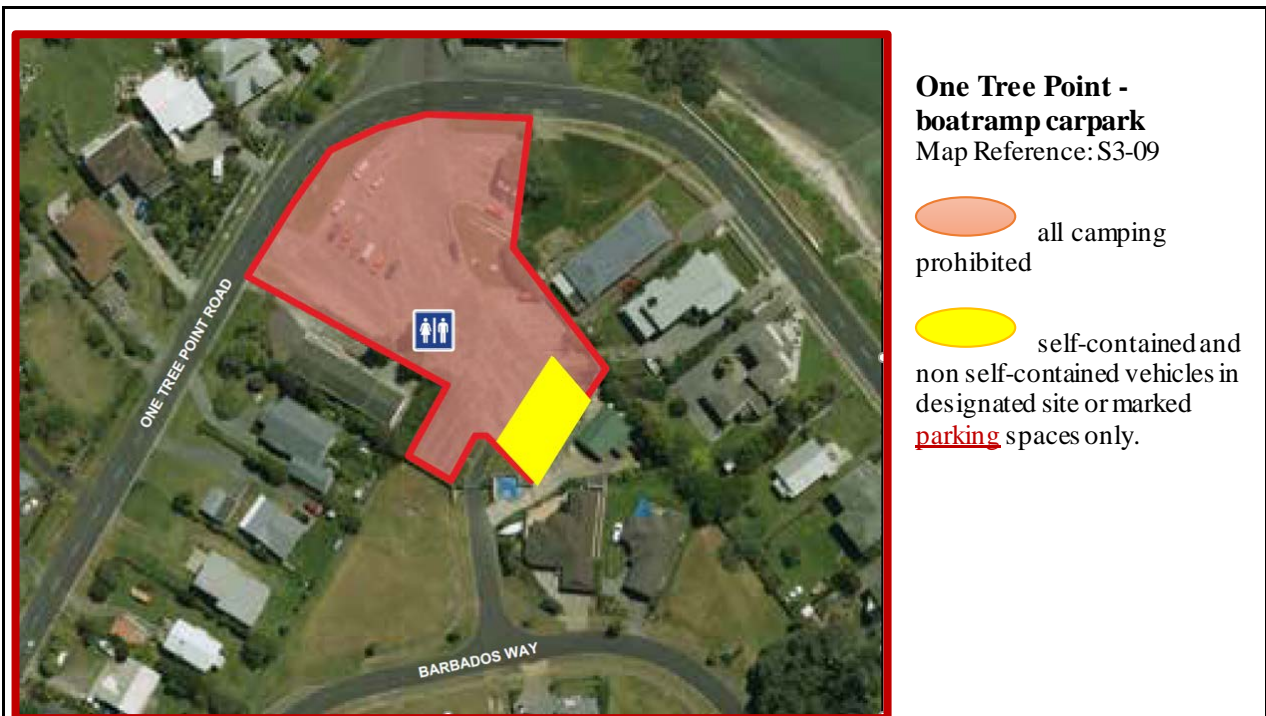 One Tree Point -
boatramp carpark
Map Reference: S3-09
all camping
prohibited
self-contained and
non self-contained vehicles in
designated site or marked
parking spaces only.
ONE TREE POINT ROAD
BARBADOS WAY